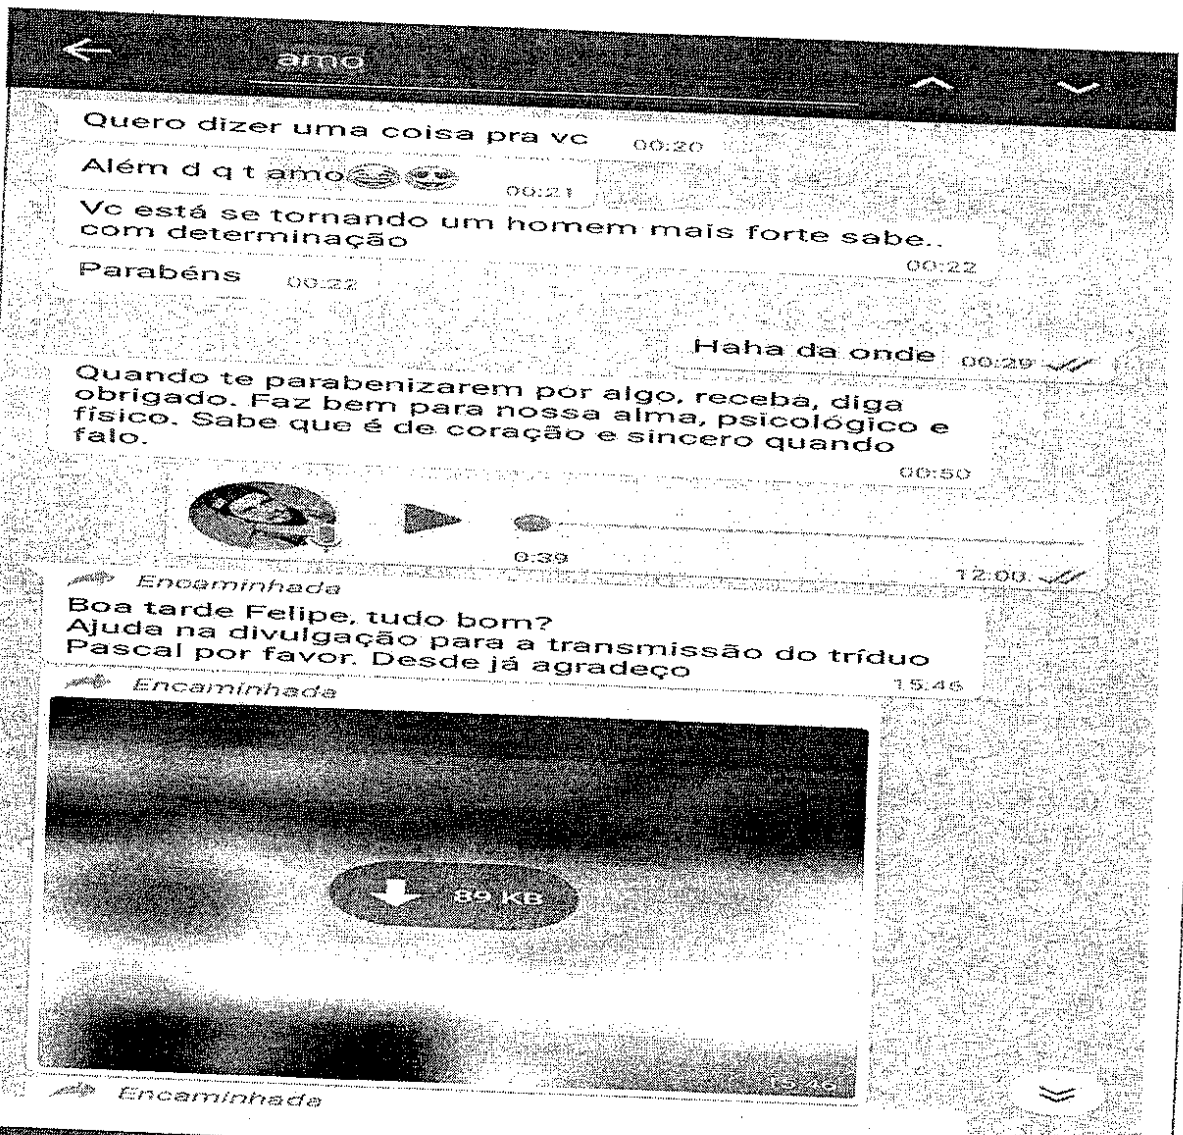 amo
Quero dizer uma coisa pra vc 00:20
Além d q t amo😂😎 00:21
Vc está se tornando um homem mais forte sabe..
com determinação
00:22
Parabéns 00:22
Haha da onde 00:29
Quando te parabenizarem por algo, receba, diga
obrigado. Faz bem para nossa alma, psicológico e
físico. Sabe que é de coração e sincero quando
falo.
00:50
0:39
12:00
Encaminhada
Boa tarde Felipe, tudo bom?
Ajuda na divulgação para a transmissão do tríduo
Pascal por favor. Desde já agradeço
15:46
Encaminhada
89 KB
15:46
Encaminhada